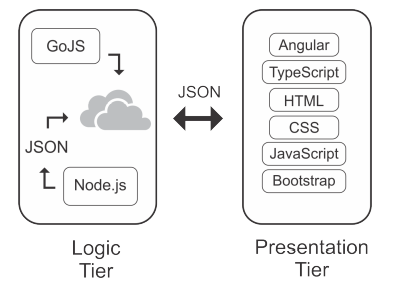 GoJS
JSON
Node.js
Logic
Tier
JSON
Angular
TypeScript
HTML
CSS
JavaScript
Bootstrap
Presentation
Tier